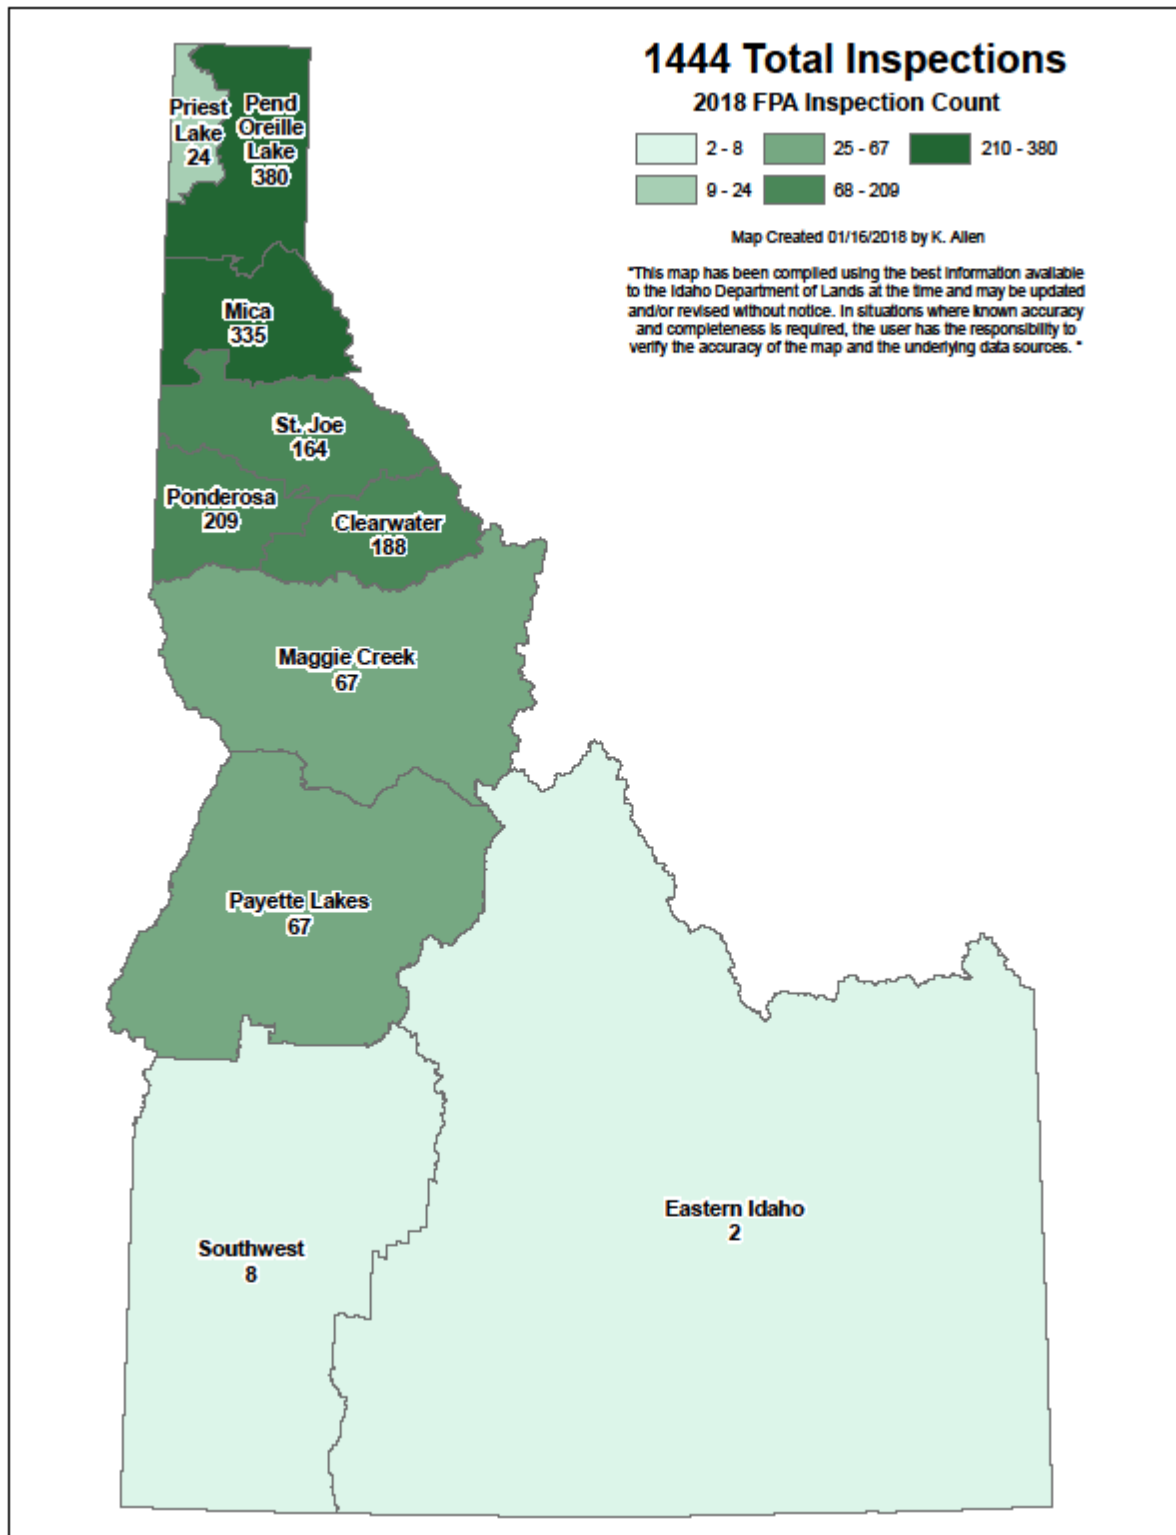 1444 Total Inspections
2018 FPA Inspection Count
2 - 8
25 - 67
210 - 380
9 - 24
68 - 209
Map Created 01/16/2018 by K. Allen
"This map has been compiled using the best information available
to the Idaho Department of Lands at the time and may be updated
and/or revised without notice. In situations where known accuracy
and completeness is required, the user has the responsibility to
verify the accuracy of the map and the underlying data sources. "
Priest
Lake
24
Pend
Oreille
Lake
380
Mica
335
St. Joe
164
Ponderosa
209
Clearwater
188
Maggie Creek
67
Payette Lakes
67
Eastern Idaho
2
Southwest
8